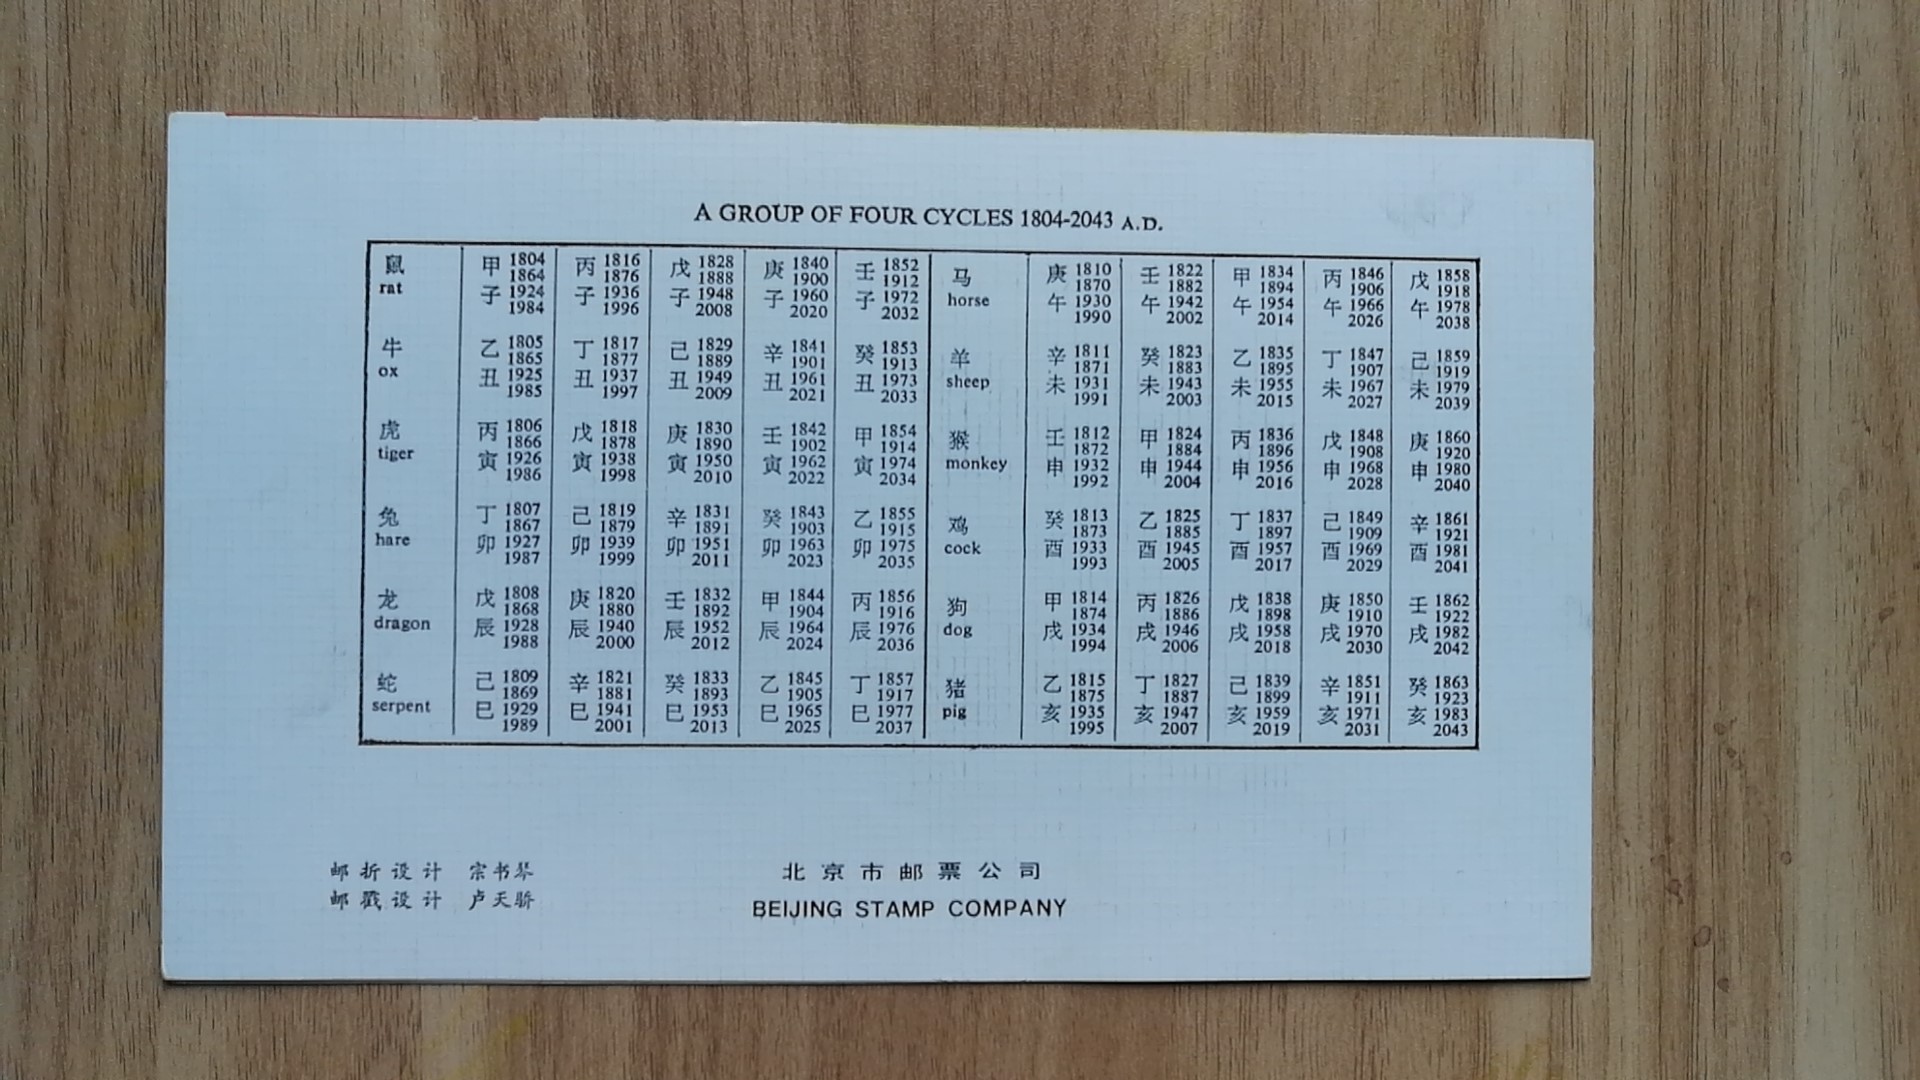 A GROUP OF FOUR CYCLES 1804-2043 A.D.
鼠 甲 1804 丙 1816 戊 1828 庚 1840 壬 1852 马 庚 1810 壬 1822 甲 1834 丙 1846 戊 1858
1864 1876 1888 1900 1912 1870 1882 1894 1906 1918
rat 子 1924 子 1936 子 1948 子 1960 子 1972 horse 午 1930 午 1942 午 1954 午 1966 午 1978
1984 1996 2008 2020 2032 1990 2002 2014 2026 2038
牛 乙 1805 丁 1817 己 1829 辛 1841 癸 1853 羊 辛 1811 癸 1823 乙 1835 丁 1847 己 1859
1865 1877 1889 1901 1913 1871 1883 1895 1907 1919
ox 丑 1925 丑 1937 丑 1949 丑 1961 丑 1973 sheep 未 1931 未 1943 未 1955 未 1967 未 1979
1985 1997 2009 2021 2033 1991 2003 2015 2027 2039
虎 丙 1806 戊 1818 庚 1830 壬 1842 甲 1854 猴 壬 1812 甲 1824 丙 1836 戊 1848 庚 1860
1866 1878 1890 1902 1914 1872 1884 1896 1908 1920
tiger 寅 1926 寅 1938 寅 1950 寅 1962 寅 1974 monkey 申 1932 申 1944 申 1956 申 1968 申 1980
1986 1998 2010 2022 2034 1992 2004 2016 2028 2040
兔 丁 1807 己 1819 辛 1831 癸 1843 乙 1855 鸡 癸 1813 乙 1825 丁 1837 己 1849 辛 1861
1867 1879 1891 1903 1915 1873 1885 1897 1909 1921
hare 卯 1927 卯 1939 卯 1951 卯 1963 卯 1975 cock 酉 1933 酉 1945 酉 1957 酉 1969 酉 1981
1987 1999 2011 2023 2035 1993 2005 2017 2029 2041
龙 戊 1808 庚 1820 壬 1832 甲 1844 丙 1856 狗 甲 1814 丙 1826 戊 1838 庚 1850 壬 1862
1868 1880 1892 1904 1916 1874 1886 1898 1910 1922
dragon 辰 1928 辰 1940 辰 1952 辰 1964 辰 1976 dog 戌 1934 戌 1946 戌 1958 戌 1970 戌 1982
1988 2000 2012 2024 2036 1994 2006 2018 2030 2042
蛇 己 1809 辛 1821 癸 1833 乙 1845 丁 1857 猪 乙 1815 丁 1827 己 1839 辛 1851 癸 1863
1869 1881 1893 1905 1917 1875 1887 1899 1911 1923
serpent 巳 1929 巳 1941 巳 1953 巳 1965 巳 1977 pig 亥 1935 亥 1947 亥 1959 亥 1971 亥 1983
1989 2001 2013 2025 2037 1995 2007 2019 2031 2043
邮折设计 宗书琴
邮戳设计 卢天骄
北京市邮票公司
BEIJING STAMP COMPANY